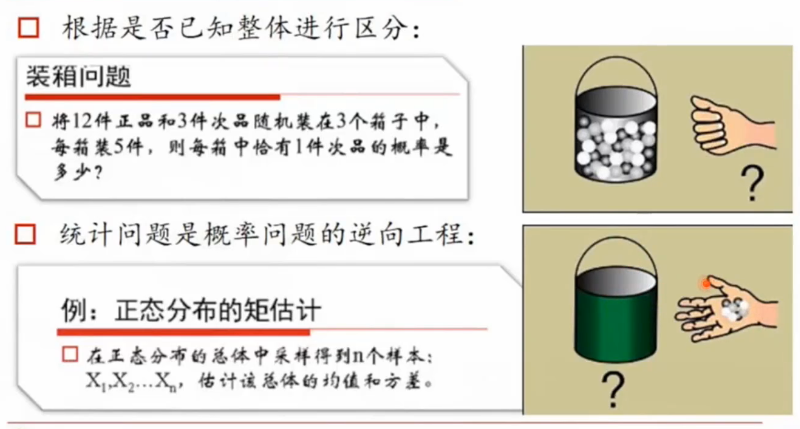 根据是否已知整体进行区分：
装箱问题
将12件正品和3件次品随机装在3个箱子中，
每箱装5件，则每箱中恰有1件次品的概率是
多少？
?
统计问题是概率问题的逆向工程：
例：正态分布的矩估计
在正态分布的总体中采样得到n个样本：
X₁,X₂...Xₙ，估计该总体的均值和方差。
?